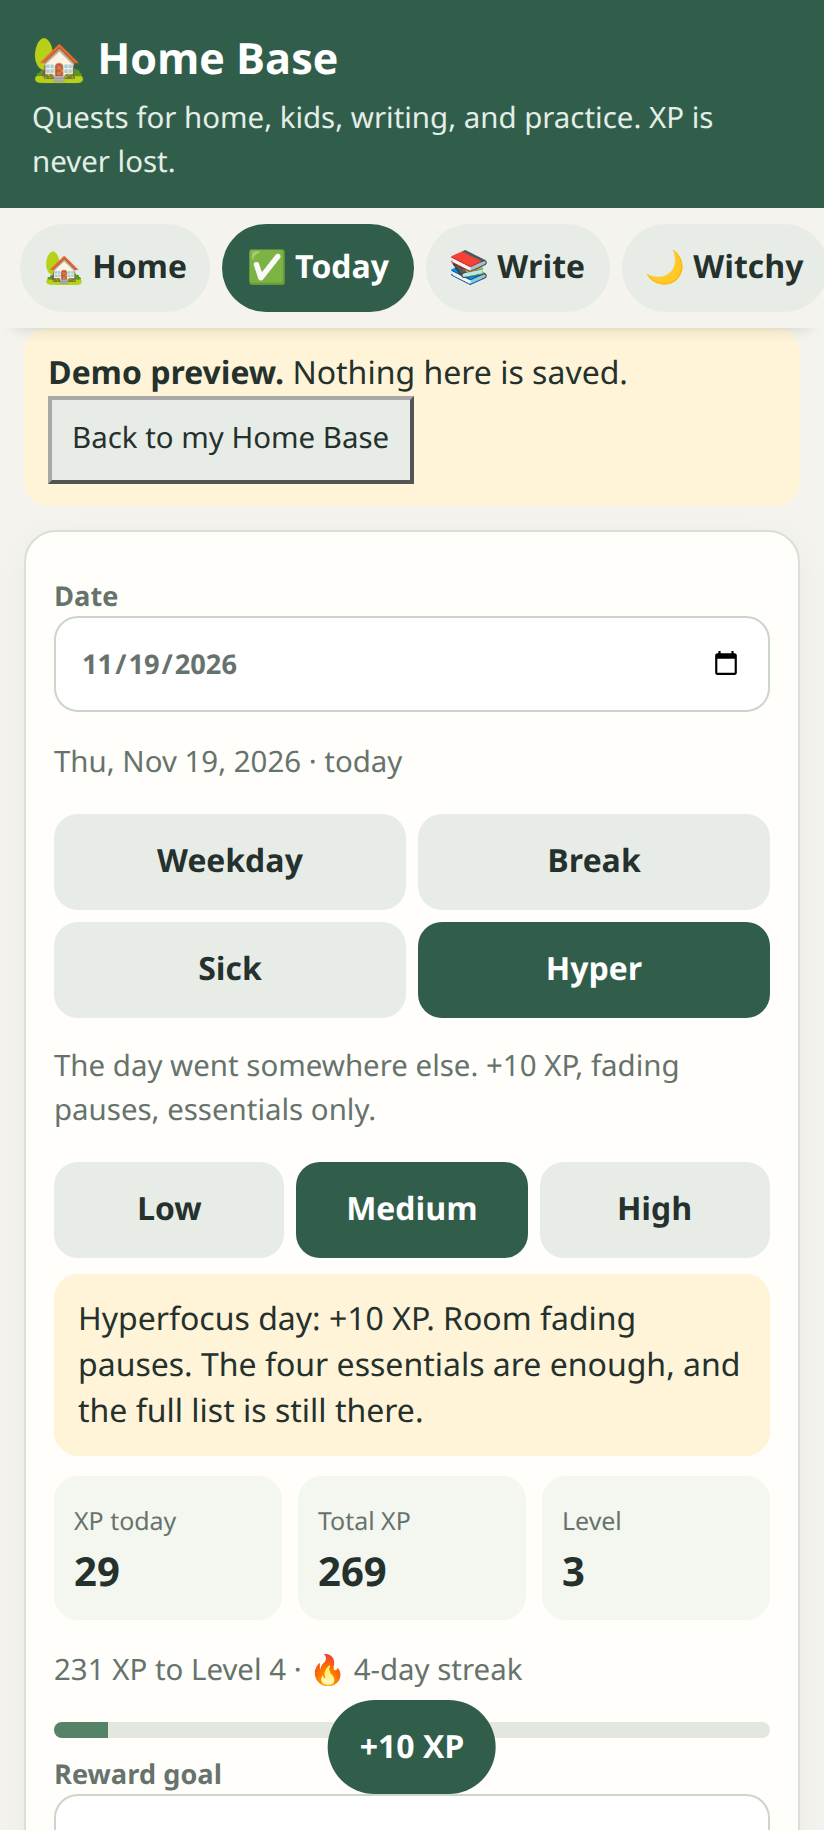 🏡 Home Base
Quests for home, kids, writing, and practice. XP is
never lost.
🏡 Home
✅ Today
📚 Write
🌙 Witchy
Demo preview. Nothing here is saved.
Back to my Home Base
Date
11/19/2026
Thu, Nov 19, 2026 · today
Weekday
Break
Sick
Hyper
The day went somewhere else. +10 XP, fading
pauses, essentials only.
Low
Medium
High
Hyperfocus day: +10 XP. Room fading
pauses. The four essentials are enough, and
the full list is still there.
XP today
29
Total XP
269
Level
3
231 XP to Level 4 · 🔥 4-day streak
+10 XP
Reward goal